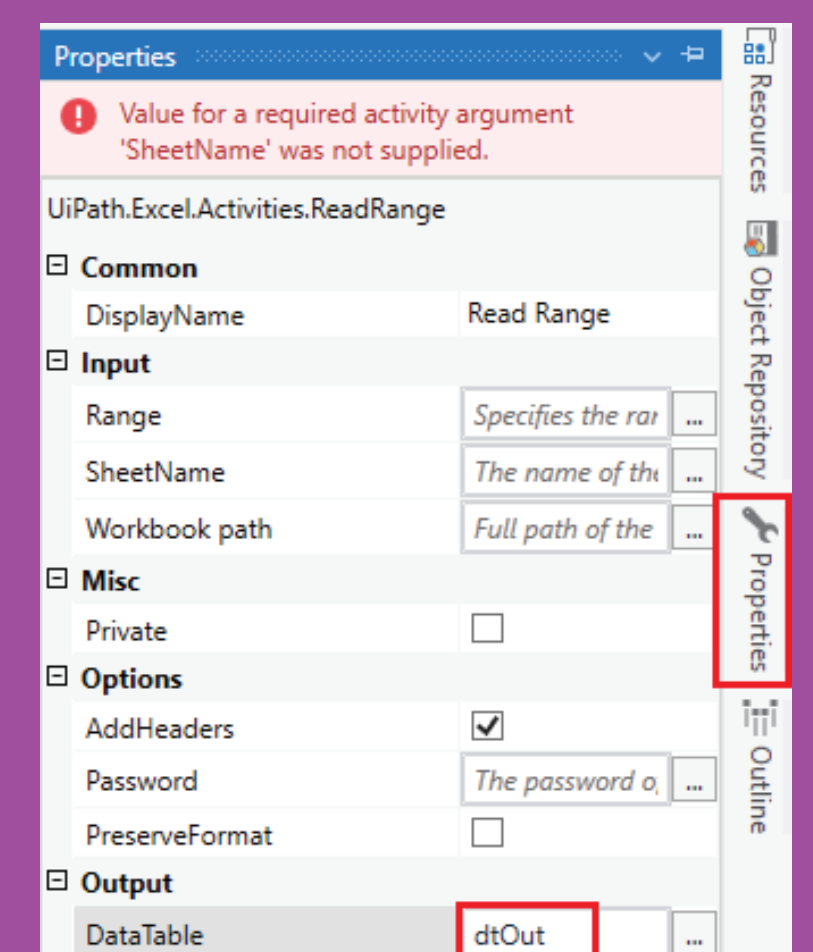 Properties
Value for a required activity argument
'SheetName' was not supplied.
UiPath.Excel.Activities.ReadRange
Common
DisplayName Read Range
Input
Range Specifies the rar ...
SheetName The name of the ...
Workbook path Full path of the ...
Misc
Private
Options
AddHeaders
Password The password o ...
PreserveFormat
Output
DataTable dtOut ...
Resources
Object Repository
Properties
Outline